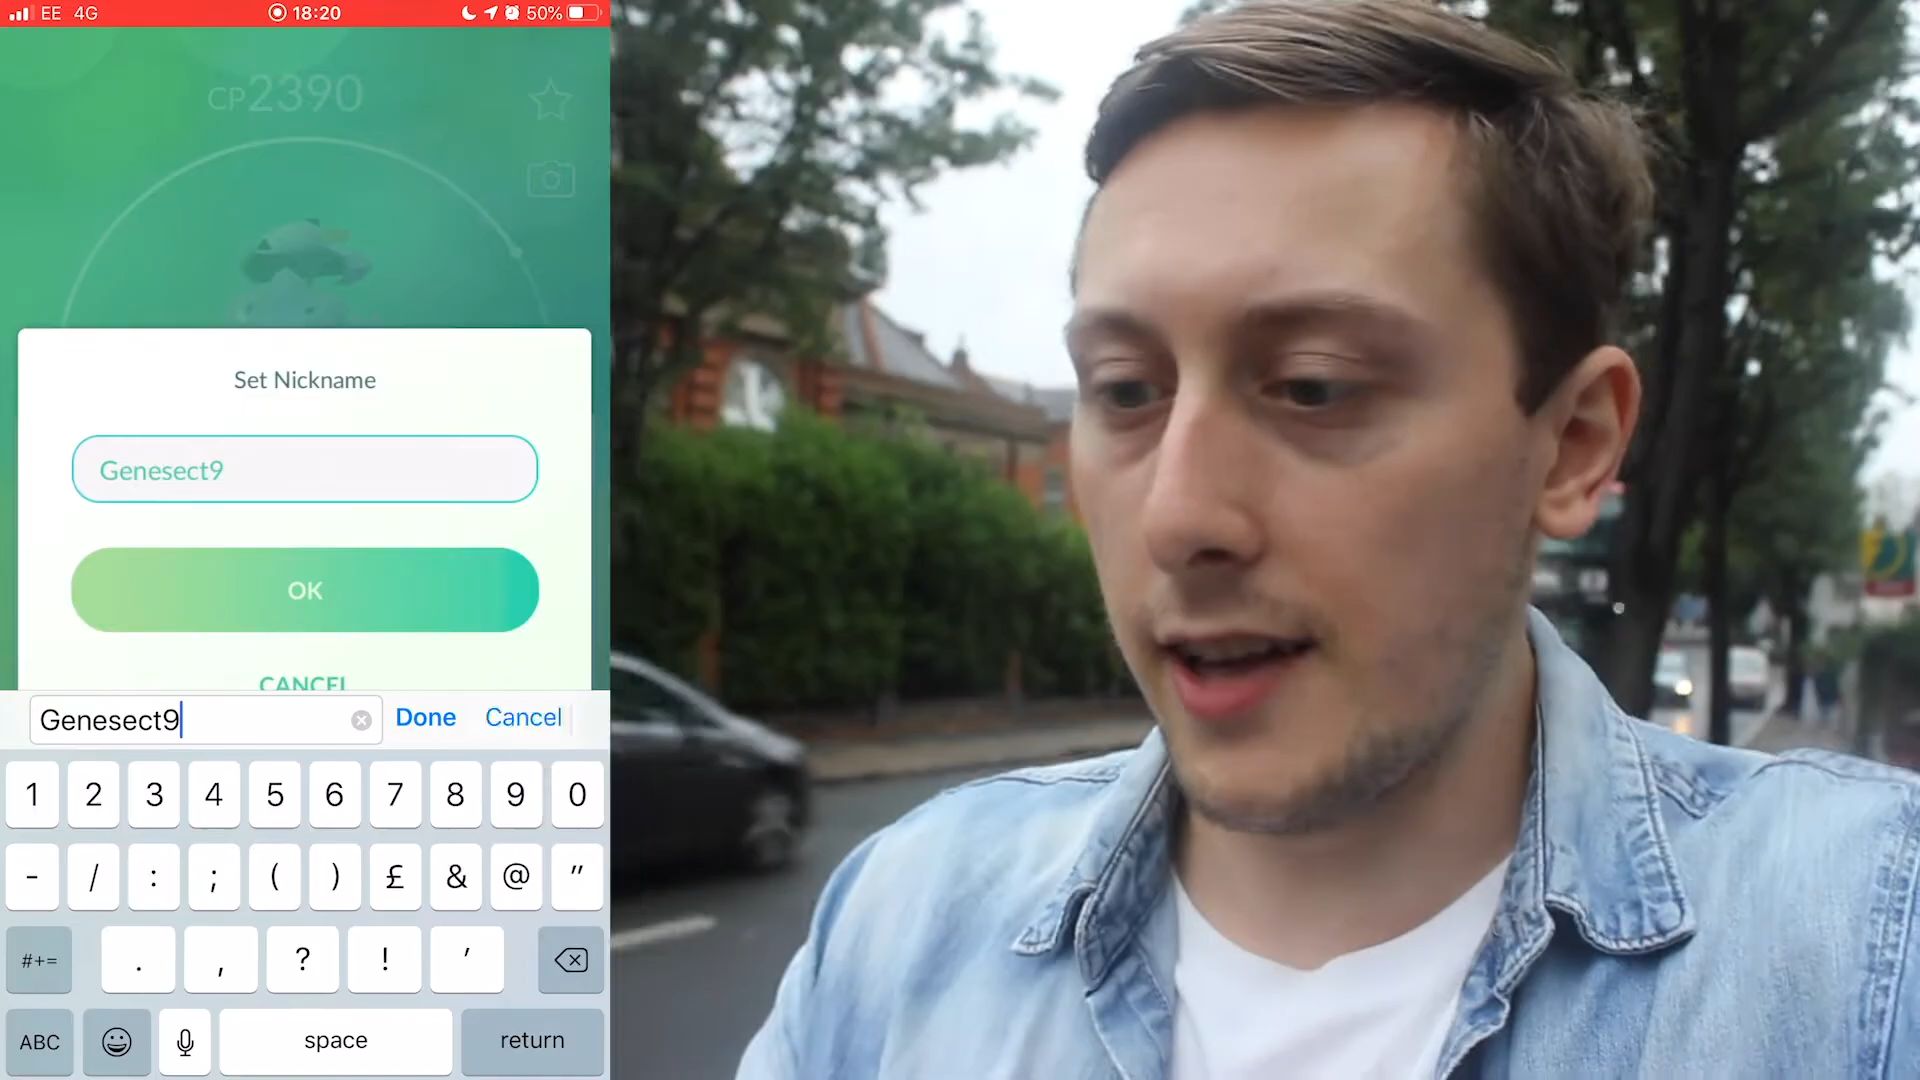 EE 4G 18:20 50%
CP2390
Set Nickname
Genesect9
OK
CANCEL
Genesect9 Done Cancel
1 2 3 4 5 6 7 8 9 0
- / : ; ( ) £ & @ "
#+= . , ? ! '
ABC space return